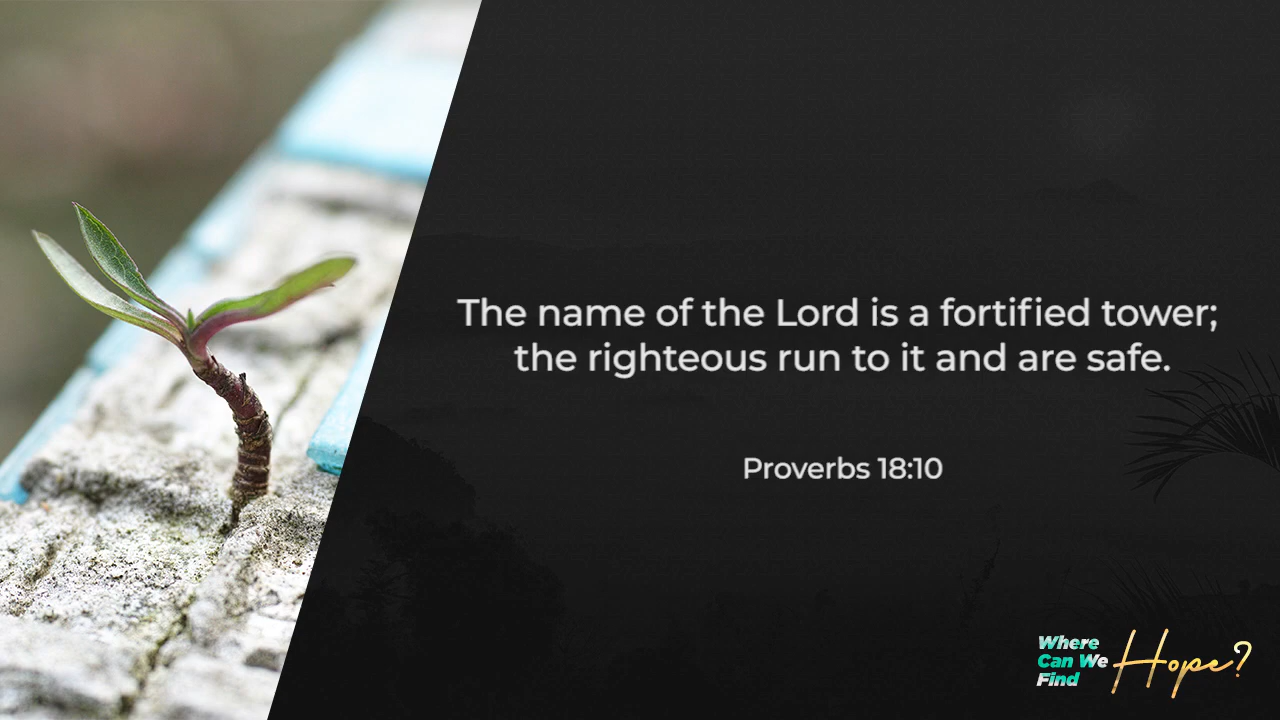 The name of the Lord is a fortified tower;
the righteous run to it and are safe.
Proverbs 18:10
Where
Can We
Find
Hope?